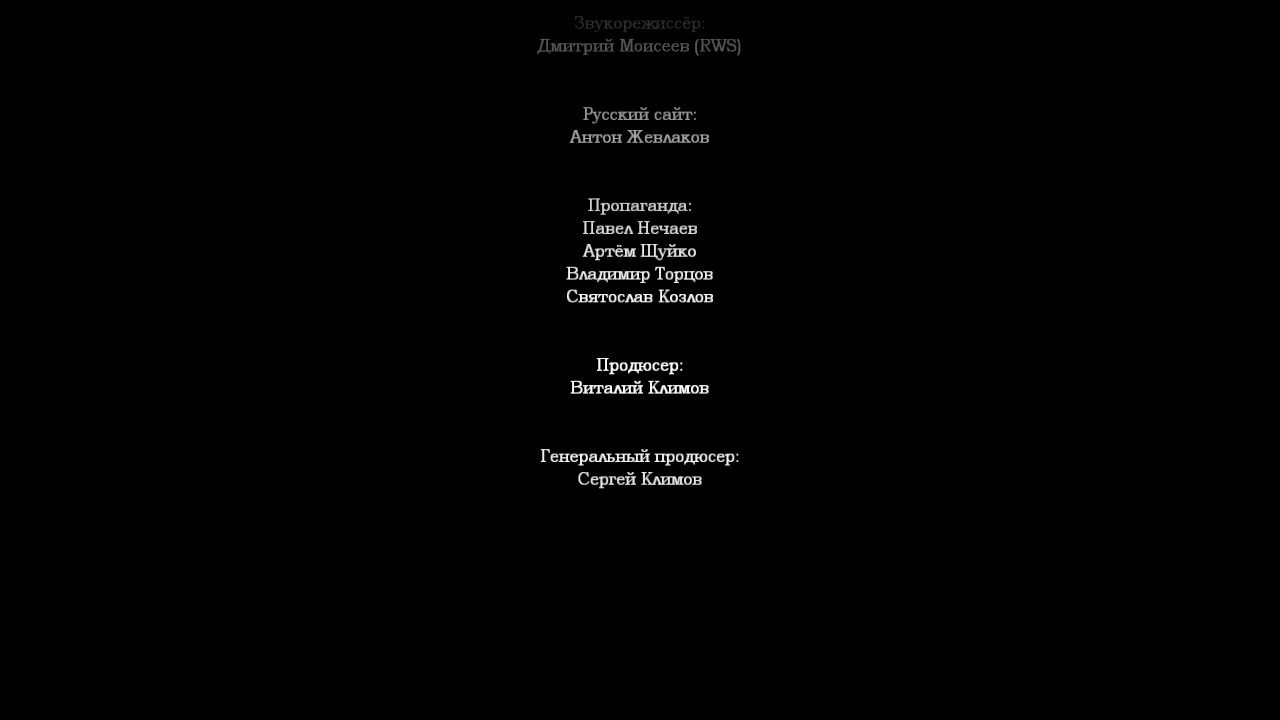 Звукорежиссёр:
Дмитрий Моисеев (RWS)
Русский сайт:
Антон Жевлаков
Пропаганда:
Павел Нечаев
Артём Щуйко
Владимир Торцов
Святослав Козлов
Продюсер:
Виталий Климов
Генеральный продюсер:
Сергей Климов